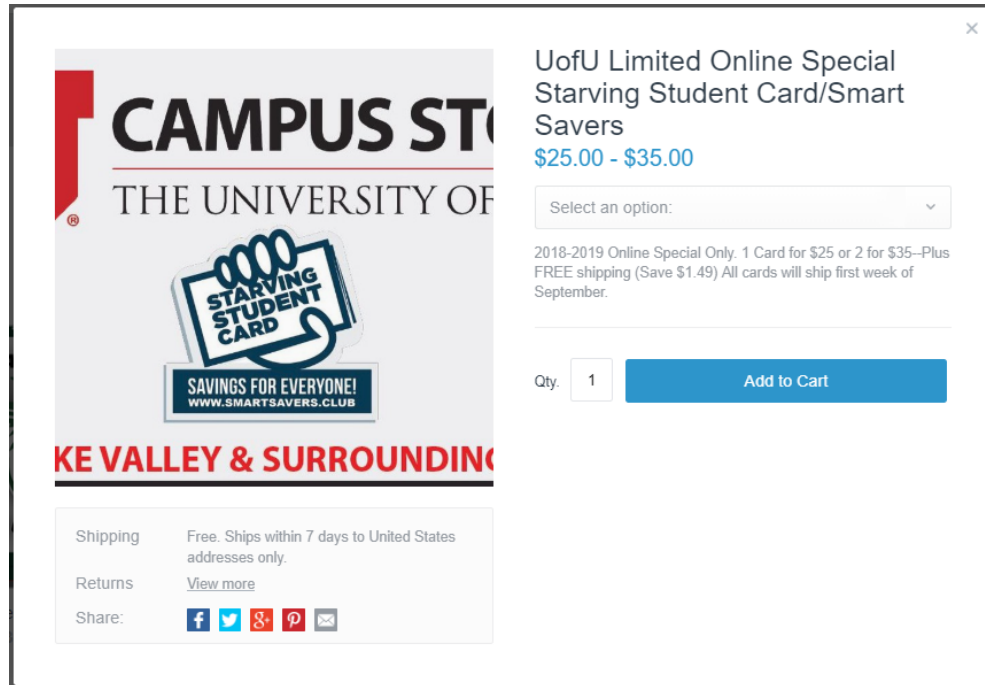 CAMPUS ST
THE UNIVERSITY OF
®
STARVING
STUDENT
CARD
SAVINGS FOR EVERYONE!
WWW.SMARTSAVERS.CLUB
KE VALLEY & SURROUNDING
Shipping Free. Ships within 7 days to United States
addresses only.
Returns View more
Share:
UofU Limited Online Special
Starving Student Card/Smart
Savers
$25.00 - $35.00
Select an option:
2018-2019 Online Special Only. 1 Card for $25 or 2 for $35--Plus
FREE shipping (Save $1.49) All cards will ship first week of
September.
Qty. 1 Add to Cart